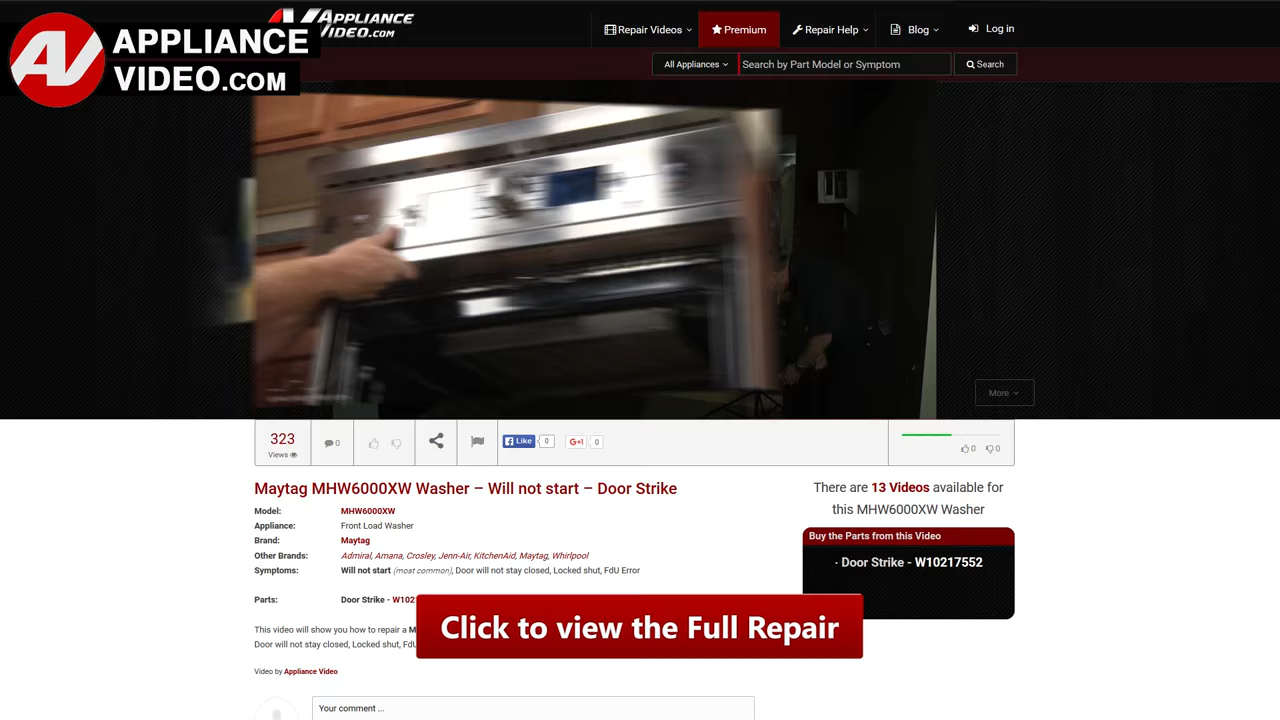 APPLIANCE
VIDEO.COM
APPLIANCE
VIDEO.COM
Repair Videos
Premium
Repair Help
Blog
Log in
All Appliances
Search by Part Model or Symptom
Search
More
323
Views
0
Like
0
G+1
0
0
0
Maytag MHW6000XW Washer – Will not start – Door Strike
Model: MHW6000XW
Appliance: Front Load Washer
Brand: Maytag
Other Brands: Admiral, Amana, Crosley, Jenn-Air, KitchenAid, Maytag, Whirlpool
Symptoms: Will not start (most common), Door will not stay closed, Locked shut, FdU Error
Parts: Door Strike - W102
This video will show you how to repair a M
Door will not stay closed, Locked shut, FdU
Video by Appliance Video
Your comment ...
There are 13 Videos available for
this MHW6000XW Washer
Buy the Parts from this Video
· Door Strike - W10217552
Click to view the Full Repair